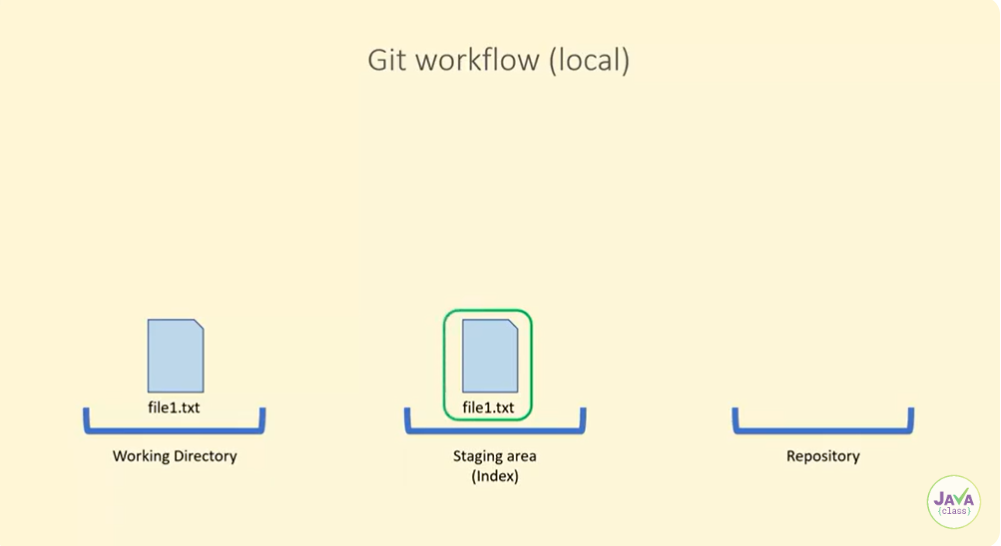 Git workflow (local)
file1.txt
file1.txt
Working Directory
Staging area
(Index)
Repository
JAVA
{class}